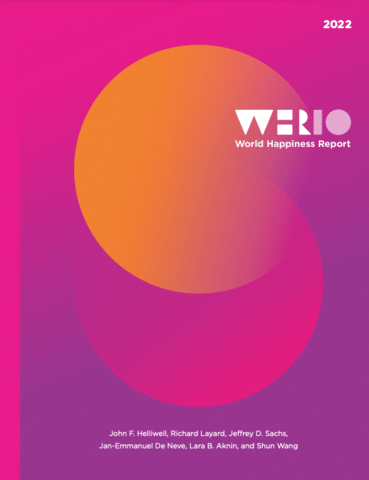 2022
WHR10
World Happiness Report
John F. Helliwell, Richard Layard, Jeffrey D. Sachs,
Jan-Emmanuel De Neve, Lara B. Aknin, and Shun Wang